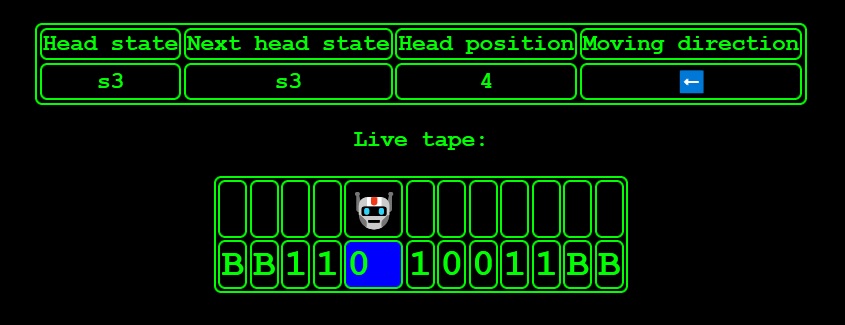 Head state Next head state Head position Moving direction
s3 s3 4 ←
Live tape:
B B 1 1 0 1 0 0 1 1 B B